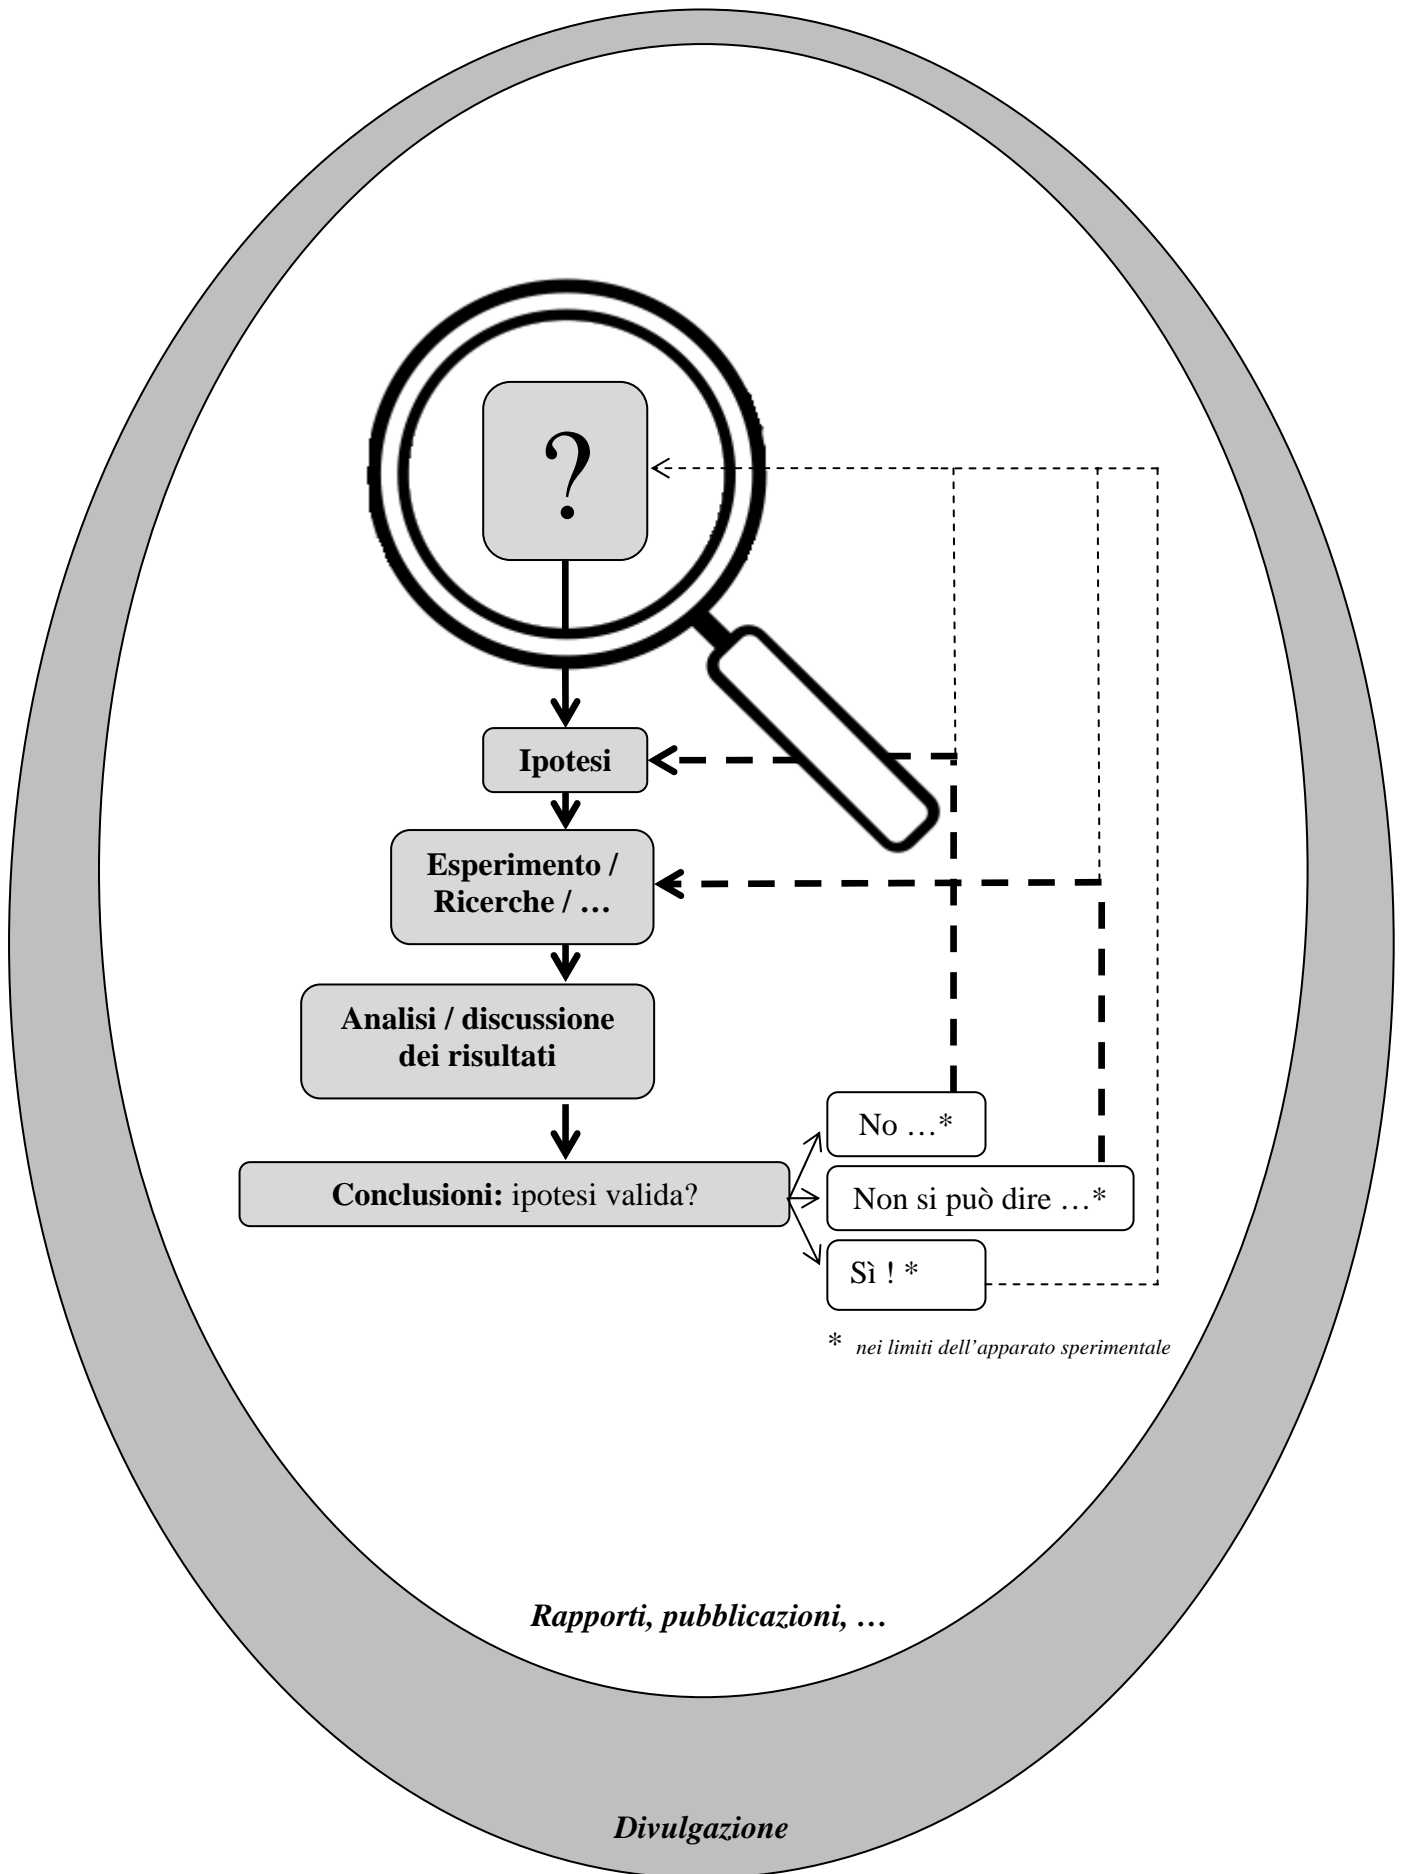 ?
Ipotesi
Esperimento /
Ricerche / …
Analisi / discussione
dei risultati
Conclusioni: ipotesi valida?
No …*
Non si può dire …*
Sì ! *
* nei limiti dell’apparato sperimentale
Rapporti, pubblicazioni, …
Divulgazione